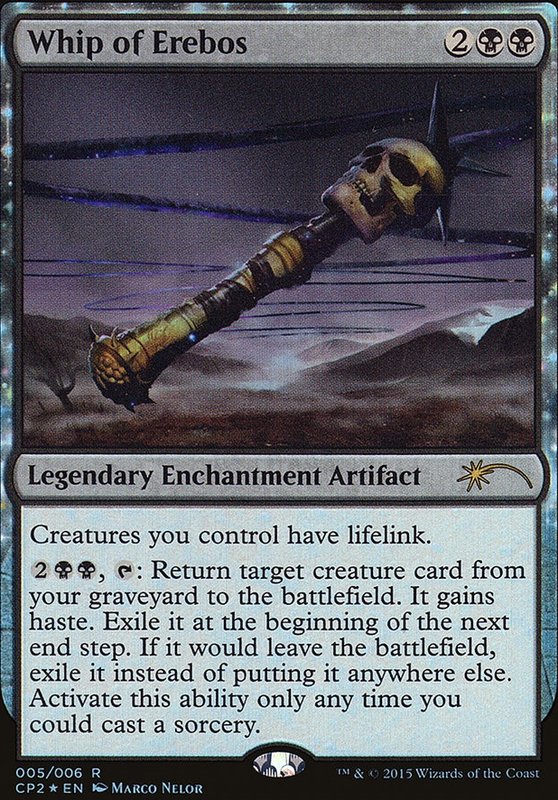 Whip of Erebos 2
Legendary Enchantment Artifact
Creatures you control have lifelink.
2 , : Return target creature card from
your graveyard to the battlefield. It gains
haste. Exile it at the beginning of the next
end step. If it would leave the battlefield,
exile it instead of putting it anywhere else.
Activate this ability only any time you
could cast a sorcery.
005/006 R
CP2 ★ EN Marco Nelor
™ & © 2015 Wizards of the Coast